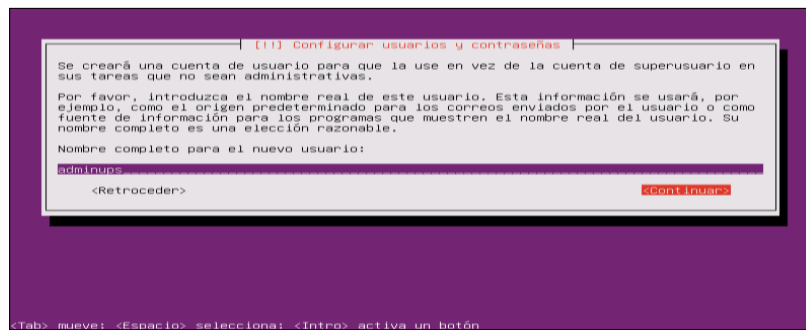 [!!] Configurar usuarios y contraseñas
Se creará una cuenta de usuario para que la use en vez de la cuenta de superusuario en
sus tareas que no sean administrativas.
Por favor, introduzca el nombre real de este usuario. Esta información se usará, por
ejemplo, como el origen predeterminado para los correos enviados por el usuario o como
fuente de información para los programas que muestren el nombre real del usuario. Su
nombre completo es una elección razonable.
Nombre completo para el nuevo usuario:
adminups
<Retroceder> <Continuar>
<Tab> mueve; <Espacio> selecciona; <Intro> activa un botón